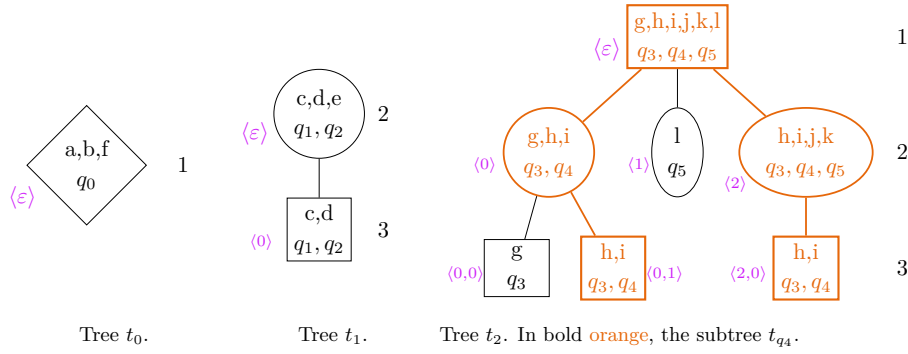 a,b,f
q0
⟨ε⟩
1
Tree t0.
c,d,e
q1, q2
⟨ε⟩
2
c,d
q1, q2
⟨0⟩
3
Tree t1.
g,h,i,j,k,l
q3, q4, q5
⟨ε⟩
1
g,h,i
q3, q4
⟨0⟩
l
q5
⟨1⟩
h,i,j,k
q3, q4, q5
⟨2⟩
2
g
q3
⟨0,0⟩
h,i
q3, q4
⟨0,1⟩
h,i
q3, q4
⟨2,0⟩
3
Tree t2. In bold orange, the subtree tq4.